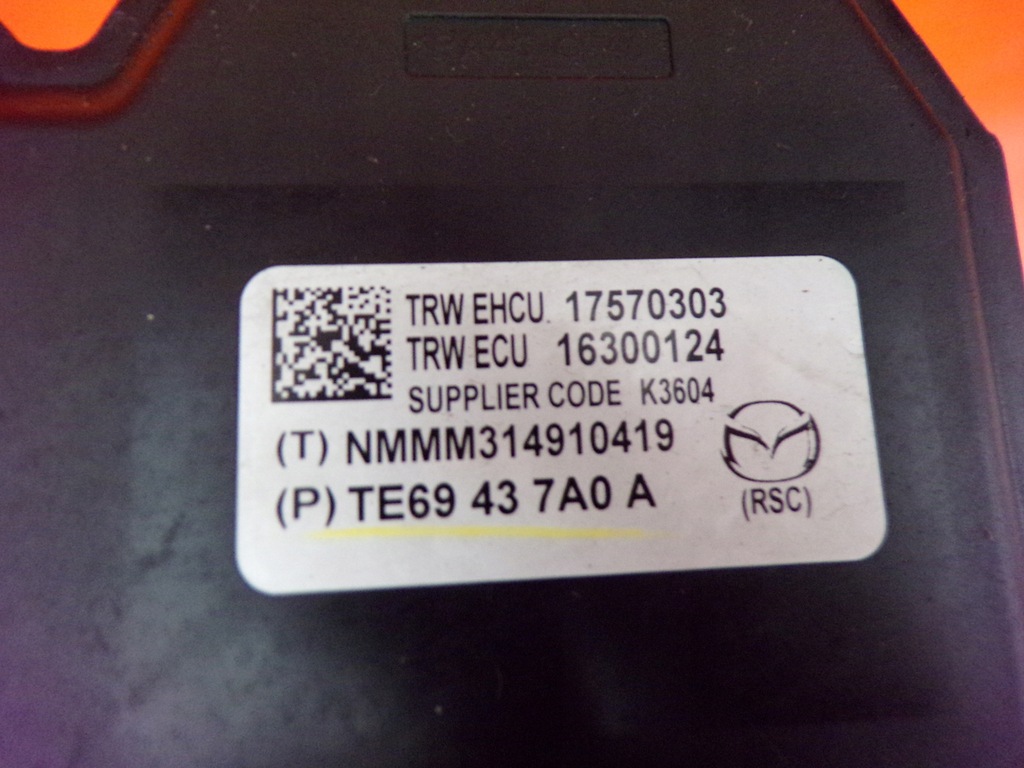 TRW EHCU. 17570303
TRW ECU 16300124
SUPPLIER CODE K3604
(T) NMMM314910419
(P) TE69 43 7A0 A
(RSC)